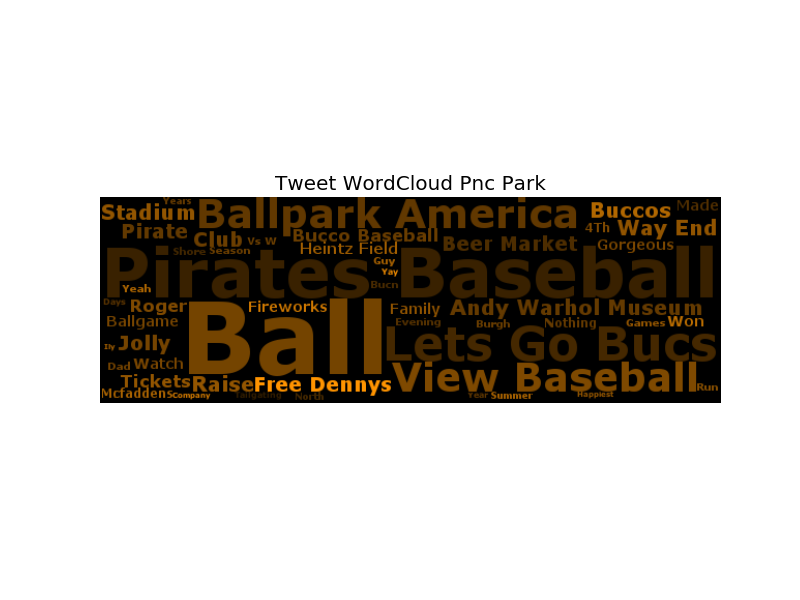 Tweet WordCloud Pnc Park
Years
Stadium
Ballpark America
Buccos
Made
Pirate
Club
Vs W
Bucco Baseball
Beer Market
4Th
Way End
Shore
Season
Heintz Field
Gorgeous
Pirates
Baseball
Guy
Yay
Bucn
Yeah
Days
Roger
Fireworks
Family
Andy Warhol Museum
Ballgame
Ball
Evening
Burgh
Nothing
Games
Won
Ily
Jolly
Lets Go Bucs
Dad
Watch
View Baseball
Tickets
Raise
Free Dennys
Run
Mcfaddens
Company
Tailgating
North
Year
Summer
Happiest